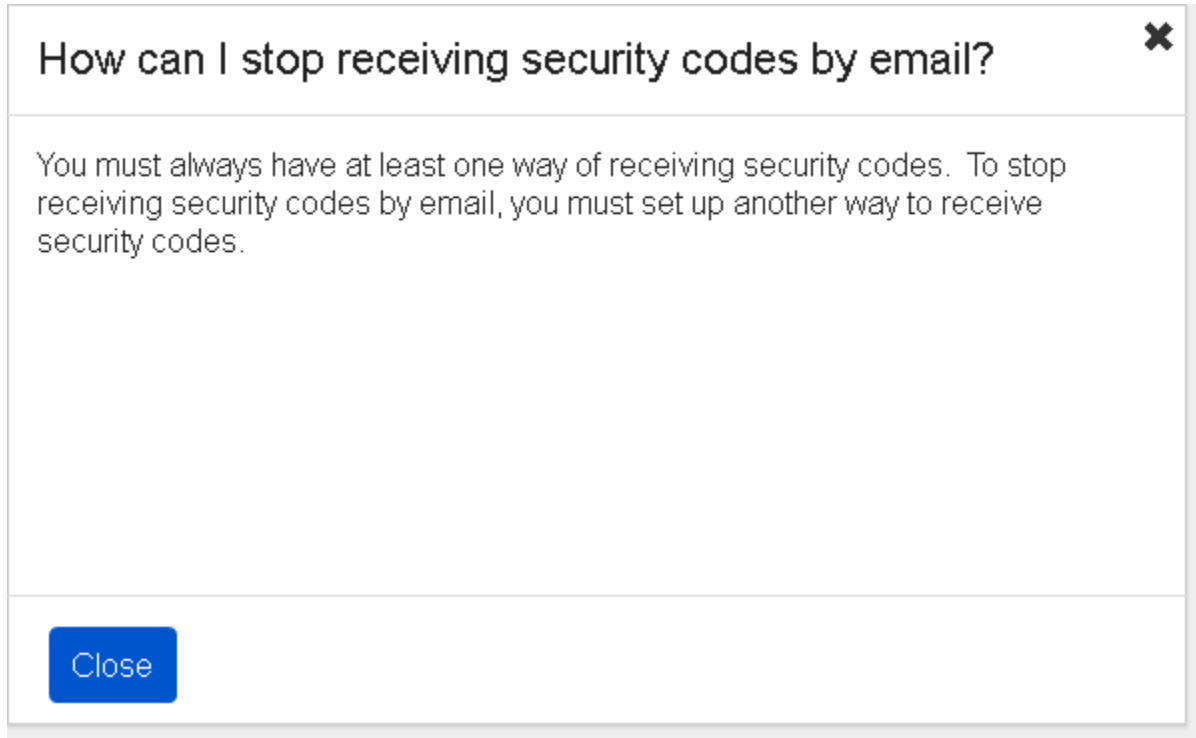 How can I stop receiving security codes by email?
You must always have at least one way of receiving security codes.  To stop
receiving security codes by email, you must set up another way to receive
security codes.
Close